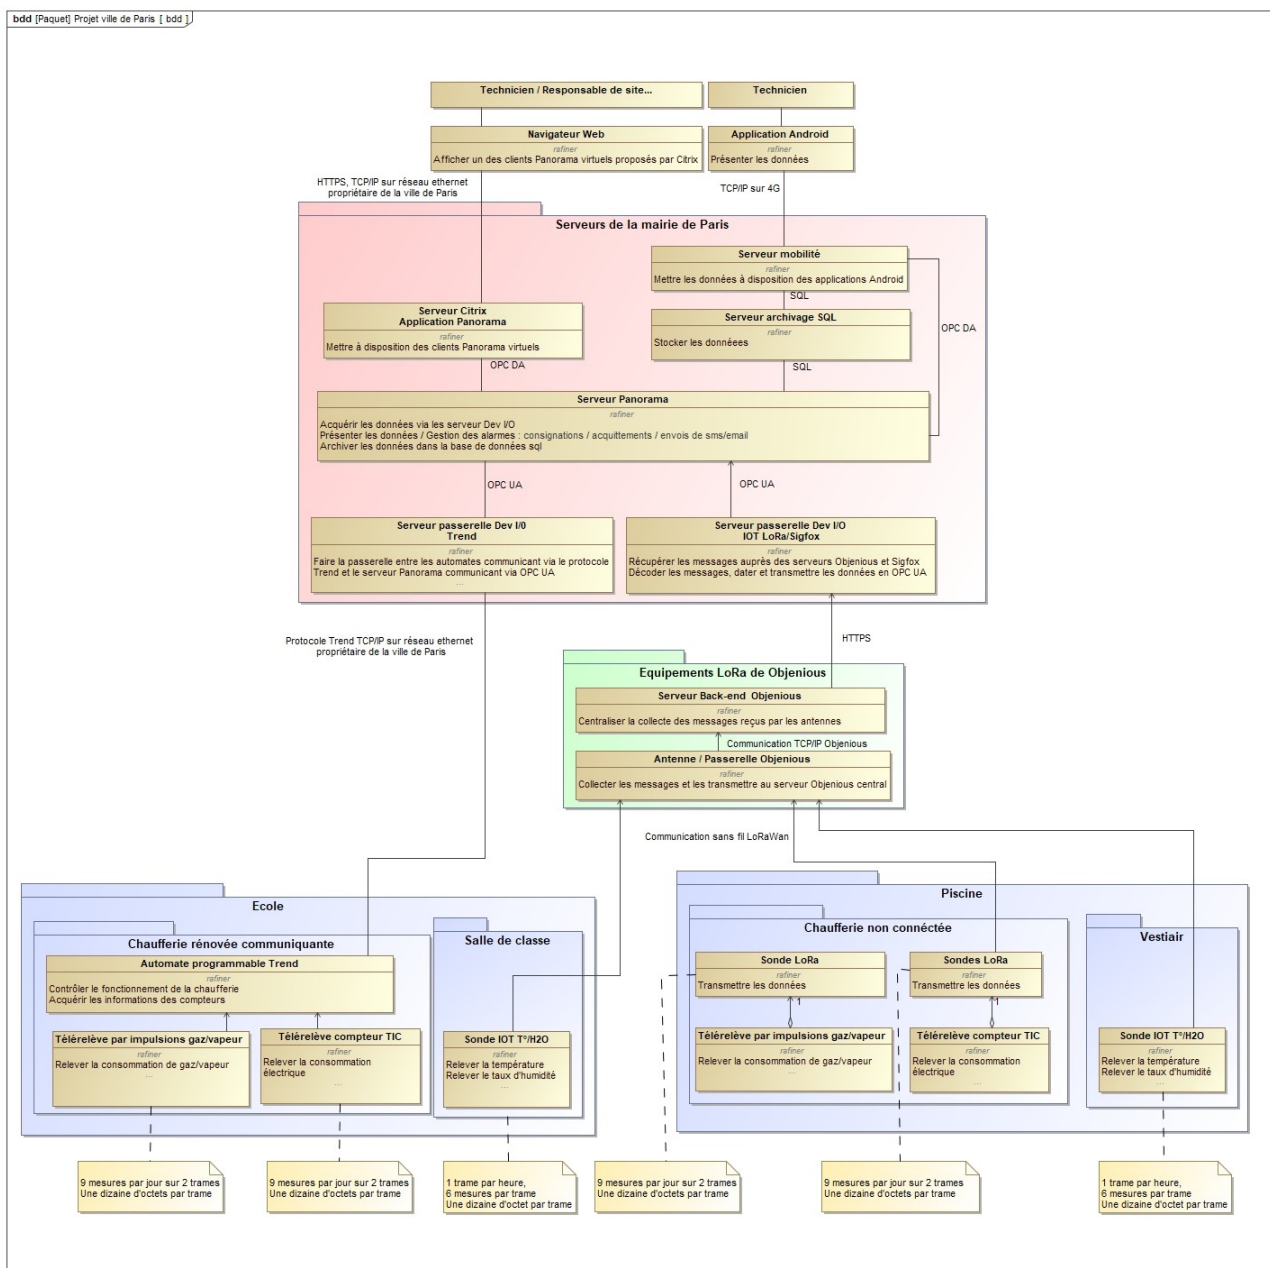 bdd [Paquet] Projet ville de Paris [ bdd ]
Technicien / Responsable de site...
Technicien
Navigateur Web
rafiner
Afficher un des clients Panorama virtuels proposés par Citrix
Application Android
rafiner
Présenter les données
HTTPS, TCP/IP sur réseau ethernet
propriétaire de la ville de Paris
TCP/IP sur 4G
Serveurs de la mairie de Paris
Serveur mobilité
rafiner
Mettre les données à disposition des applications Android
SQL
OPC DA
Serveur Citrix
Application Panorama
rafiner
Mettre à disposition des clients Panorama virtuels
Serveur archivage SQL
rafiner
Stocker les donnéees
OPC DA
SQL
Serveur Panorama
rafiner
Acquérir les données via les serveur Dev I/O
Présenter les données / Gestion des alarmes : consignations / acquittements / envois de sms/email
Archiver les données dans la base de données sql
OPC UA
OPC UA
Serveur passerelle Dev I/0
Trend
rafiner
Faire la passerelle entre les automates communicant via le protocole
Trend et le serveur Panorama communicant via OPC UA
...
Serveur passerelle Dev I/O
IOT LoRa/Sigfox
rafiner
Récupérer les messages auprès des serveurs Objenious et Sigfox
Décoder les messages, dater et transmettre les données en OPC UA
Protocole Trend TCP/IP sur réseau ethernet
propriétaire de la ville de Paris
HTTPS
Equipements LoRa de Objenious
Serveur Back-end Objenious
rafiner
Centraliser la collecte des messages reçus par les antennes
Communication TCP/IP Objenious
Antenne / Passerelle Objenious
rafiner
Collecter les messages et les transmettre au serveur Objenious central
Communication sans fil LoRaWan
Ecole
Chaufferie rénovée communiquante
Automate programmable Trend
rafiner
Contrôler le fonctionnement de la chaufferie
Acquérir les informations des compteurs
Télérelève par impulsions gaz/vapeur
rafiner
Relever la consommation de gaz/vapeur
...
Télérelève compteur TIC
rafiner
Relever la consommation
électrique
...
Salle de classe
Sonde IOT T°/H2O
rafiner
Relever la température
Relever le taux d'humidité
...
Piscine
Chaufferie non connéctée
Sonde LoRa
rafiner
Transmettre les données
1
Télérelève par impulsions gaz/vapeur
rafiner
Relever la consommation de gaz/vapeur
...
Sondes LoRa
rafiner
Transmettre les données
1
Télérelève compteur TIC
rafiner
Relever la consommation
électrique
...
Vestiair
Sonde IOT T°/H2O
rafiner
Relever la température
Relever le taux d'humidité
...
9 mesures par jour sur 2 trames
Une dizaine d'octets par trame
9 mesures par jour sur 2 trames
Une dizaine d'octets par trame
1 trame par heure,
6 mesures par trame
Une dizaine d'octet par trame
9 mesures par jour sur 2 trames
Une dizaine d'octets par trame
9 mesures par jour sur 2 trames
Une dizaine d'octets par trame
1 trame par heure,
6 mesures par trame
Une dizaine d'octet par trame